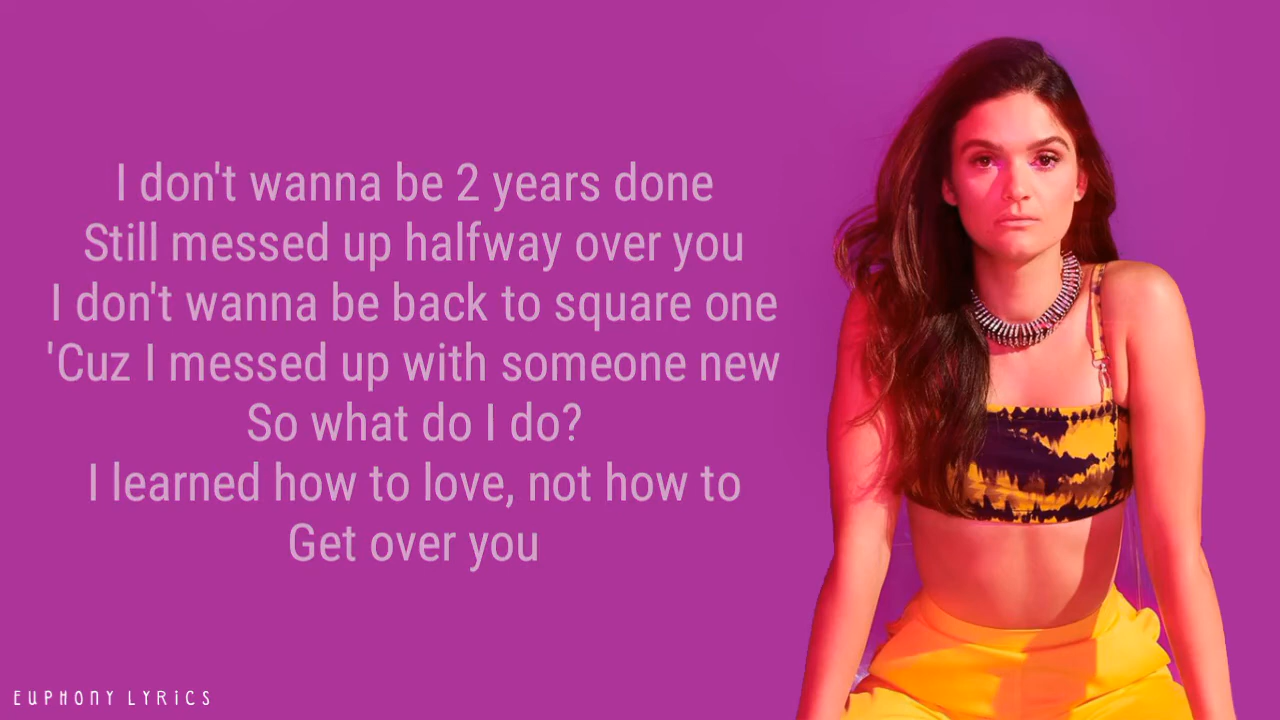 I don't wanna be 2 years done
Still messed up halfway over you
I don't wanna be back to square one
'Cuz I messed up with someone new
So what do I do?
I learned how to love, not how to
Get over you
EUPHONY LYRICS